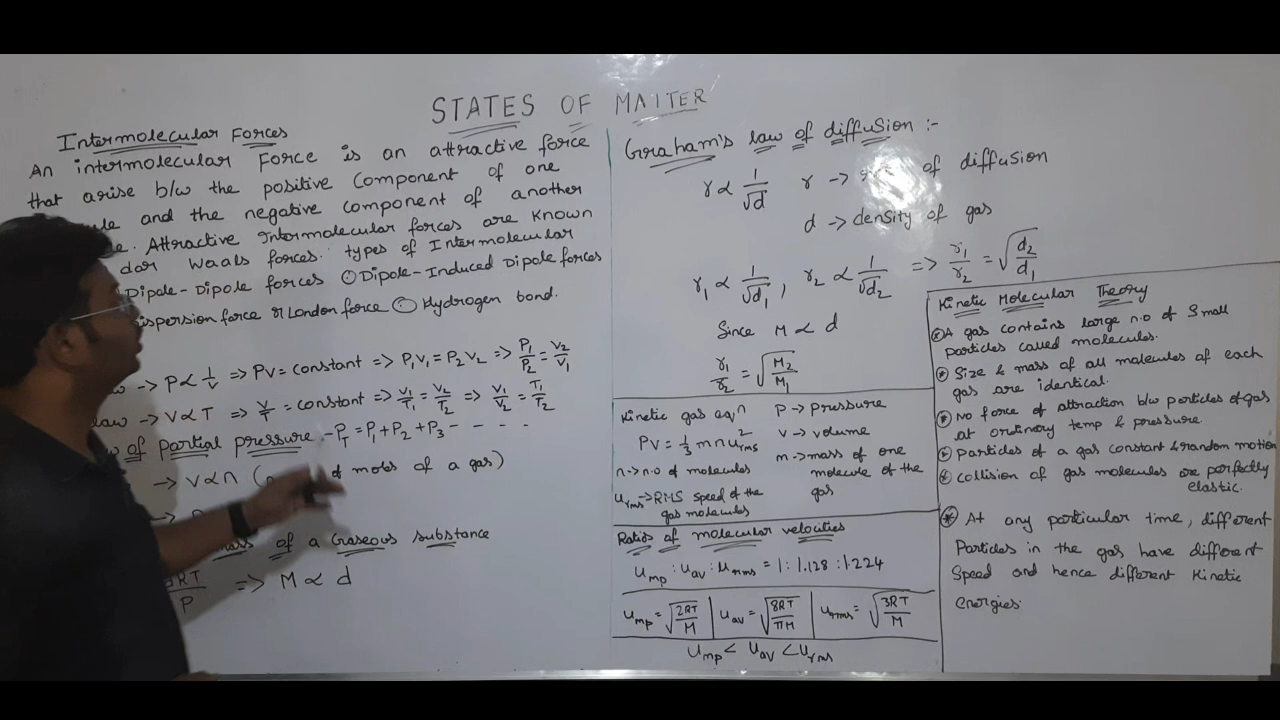 STATES OF MATTER
Intermolecular Forces
An intermolecular Force is an attractive force
that arise b/w the positive component of one
and the negative component of another
Attractive Intermolecular forces are known
Waals forces. types of Intermolecular
Dipole-Dipole forces Dipole-Induced Dipole forces
ispersion force or London force Hydrogen bond.
→ P∝ 1/V ⇒ PV = constant ⇒ P₁V₁ = P₂V₂ ⇒ P₁/P₂ = V₂/V₁
law → V∝T ⇒ V/T = constant ⇒ V₁/T₁ = V₂/T₂ ⇒ V₁/V₂ = T₁/T₂
of partial pressure - P_T = P₁ + P₂ + P₃ - - - - -
→ V∝n ( of mols of a gas)
→
mass of a Gaseous substance
dRT/P ⇒ M ∝ d
Graham's law of diffusion :-
r ∝ 1/√d r → of diffusion
d → density of gas
r₁ ∝ 1/√d₁, r₂ ∝ 1/√d₂ ⇒ r₁/r₂ = √(d₂/d₁)
Since M ∝ d
r₁/r₂ = √(M₂/M₁)
Kinetic gas eqⁿ P → pressure
PV = 1/3 m n u²rms V → volume
n → n.o of molecules m → mass of one
molecule of the
gas
Urms → RMS speed of the
gas molecules
Ratios of molecular velocities
Ump : Uav : Urms = 1 : 1.128 : 1.224
Ump = √(2RT/M) | Uav = √(8RT/πM) | Urms = √(3RT/M)
Ump < Uav < Urms
Kinetic Molecular Theory
* A gas contains large n.o of Small
particles called molecules.
* Size & mass of all molecules of each
gas are identical.
* No force of attraction b/w particles of gas
at ordinary temp & pressure.
* particles of a gas constant & random motion
* collision of gas molecules are perfectly
elastic.
* At any particular time, different
Particles in the gas have different
Speed and hence different Kinetic
energies.